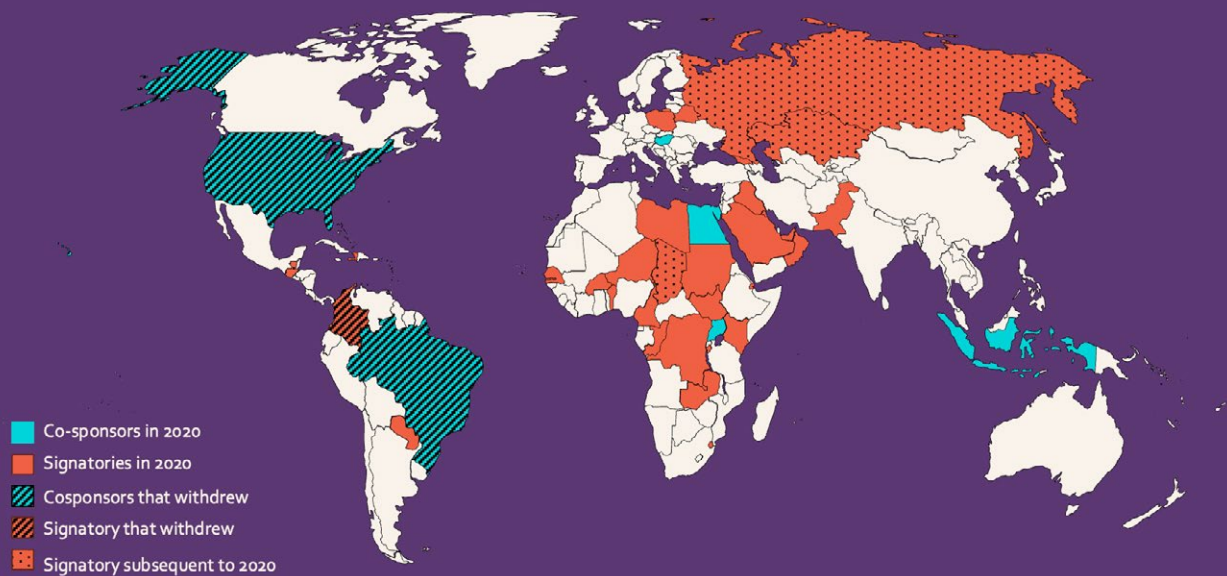 Co-sponsors in 2020
Signatories in 2020
Cosponsors that withdrew
Signatory that withdrew
Signatory subsequent to 2020